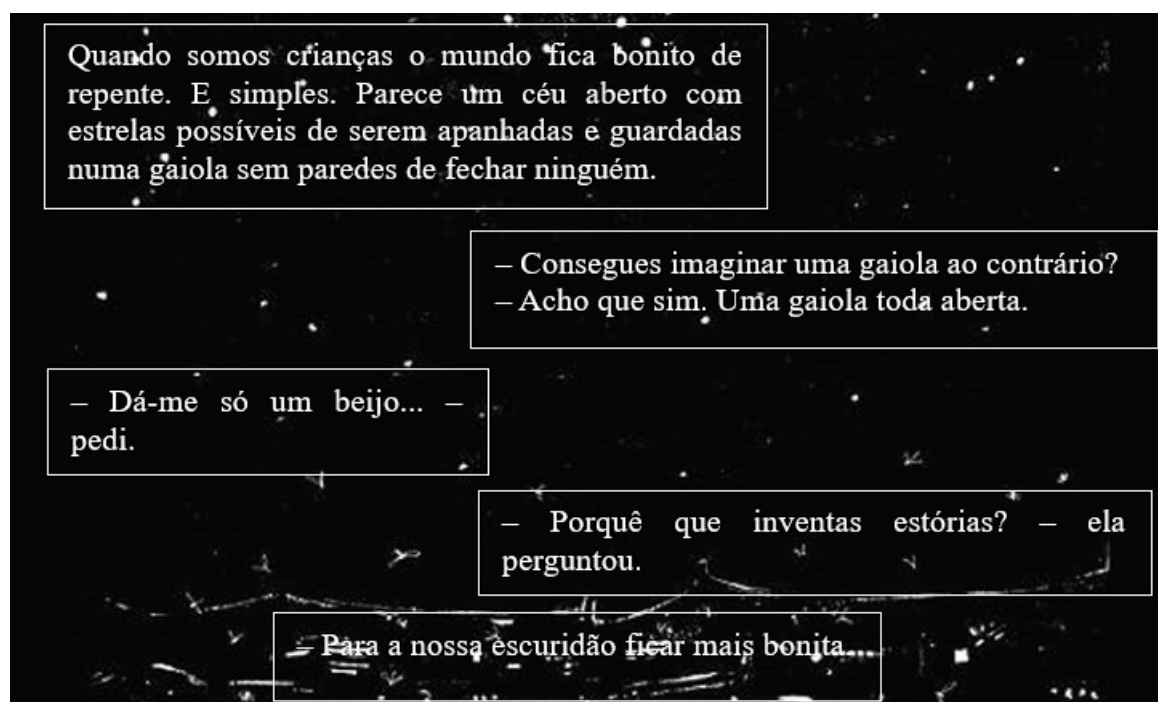 Quando somos crianças o mundo fica bonito de
repente. E simples. Parece um céu aberto com
estrelas possíveis de serem apanhadas e guardadas
numa gaiola sem paredes de fechar ninguém.
– Consegues imaginar uma gaiola ao contrário?
– Acho que sim. Uma gaiola toda aberta.
– Dá-me só um beijo... –
pedi.
– Porquê que inventas estórias? – ela
perguntou.
– Para a nossa escuridão ficar mais bonita.